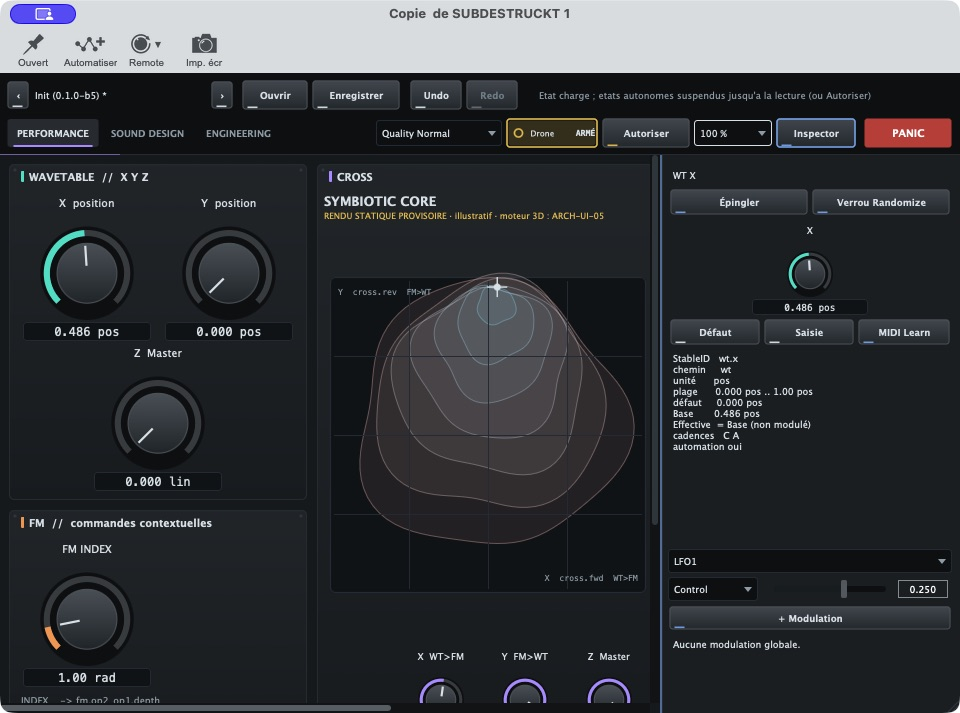 Copie  de SUBDESTRUCKT 1
Ouvert
Automatiser
Remote
Imp. écr
‹
Init (0.1.0-b5) *
›
Ouvrir
Enregistrer
Undo
Redo
Etat charge ; etats autonomes suspendus jusqu'a la lecture (ou Autoriser)
PERFORMANCE
SOUND DESIGN
ENGINEERING
Quality Normal
Drone
ARMÉ
Autoriser
100 %
Inspector
PANIC
WAVETABLE  //  X Y Z
X  position
Y  position
0.486 pos
0.000 pos
Z  Master
0.000 lin
FM  //  commandes contextuelles
FM INDEX
1.00 rad
INDEX  -> fm.op2_op1.depth
CROSS
SYMBIOTIC CORE
RENDU STATIQUE PROVISOIRE · illustratif · moteur 3D : ARCH-UI-05
Y  cross.rev  FM>WT
X  cross.fwd  WT>FM
X  WT>FM
Y  FM>WT
Z  Master
WT X
Épingler
Verrou Randomize
X
0.486 pos
Défaut
Saisie
MIDI Learn
StableID  wt.x
chemin  wt
unité  pos
plage  0.000 pos .. 1.00 pos
défaut  0.000 pos
Base  0.486 pos
Effective  = Base (non modulé)
cadences  C A
automation oui
LFO1
Control
0.250
+ Modulation
Aucune modulation globale.